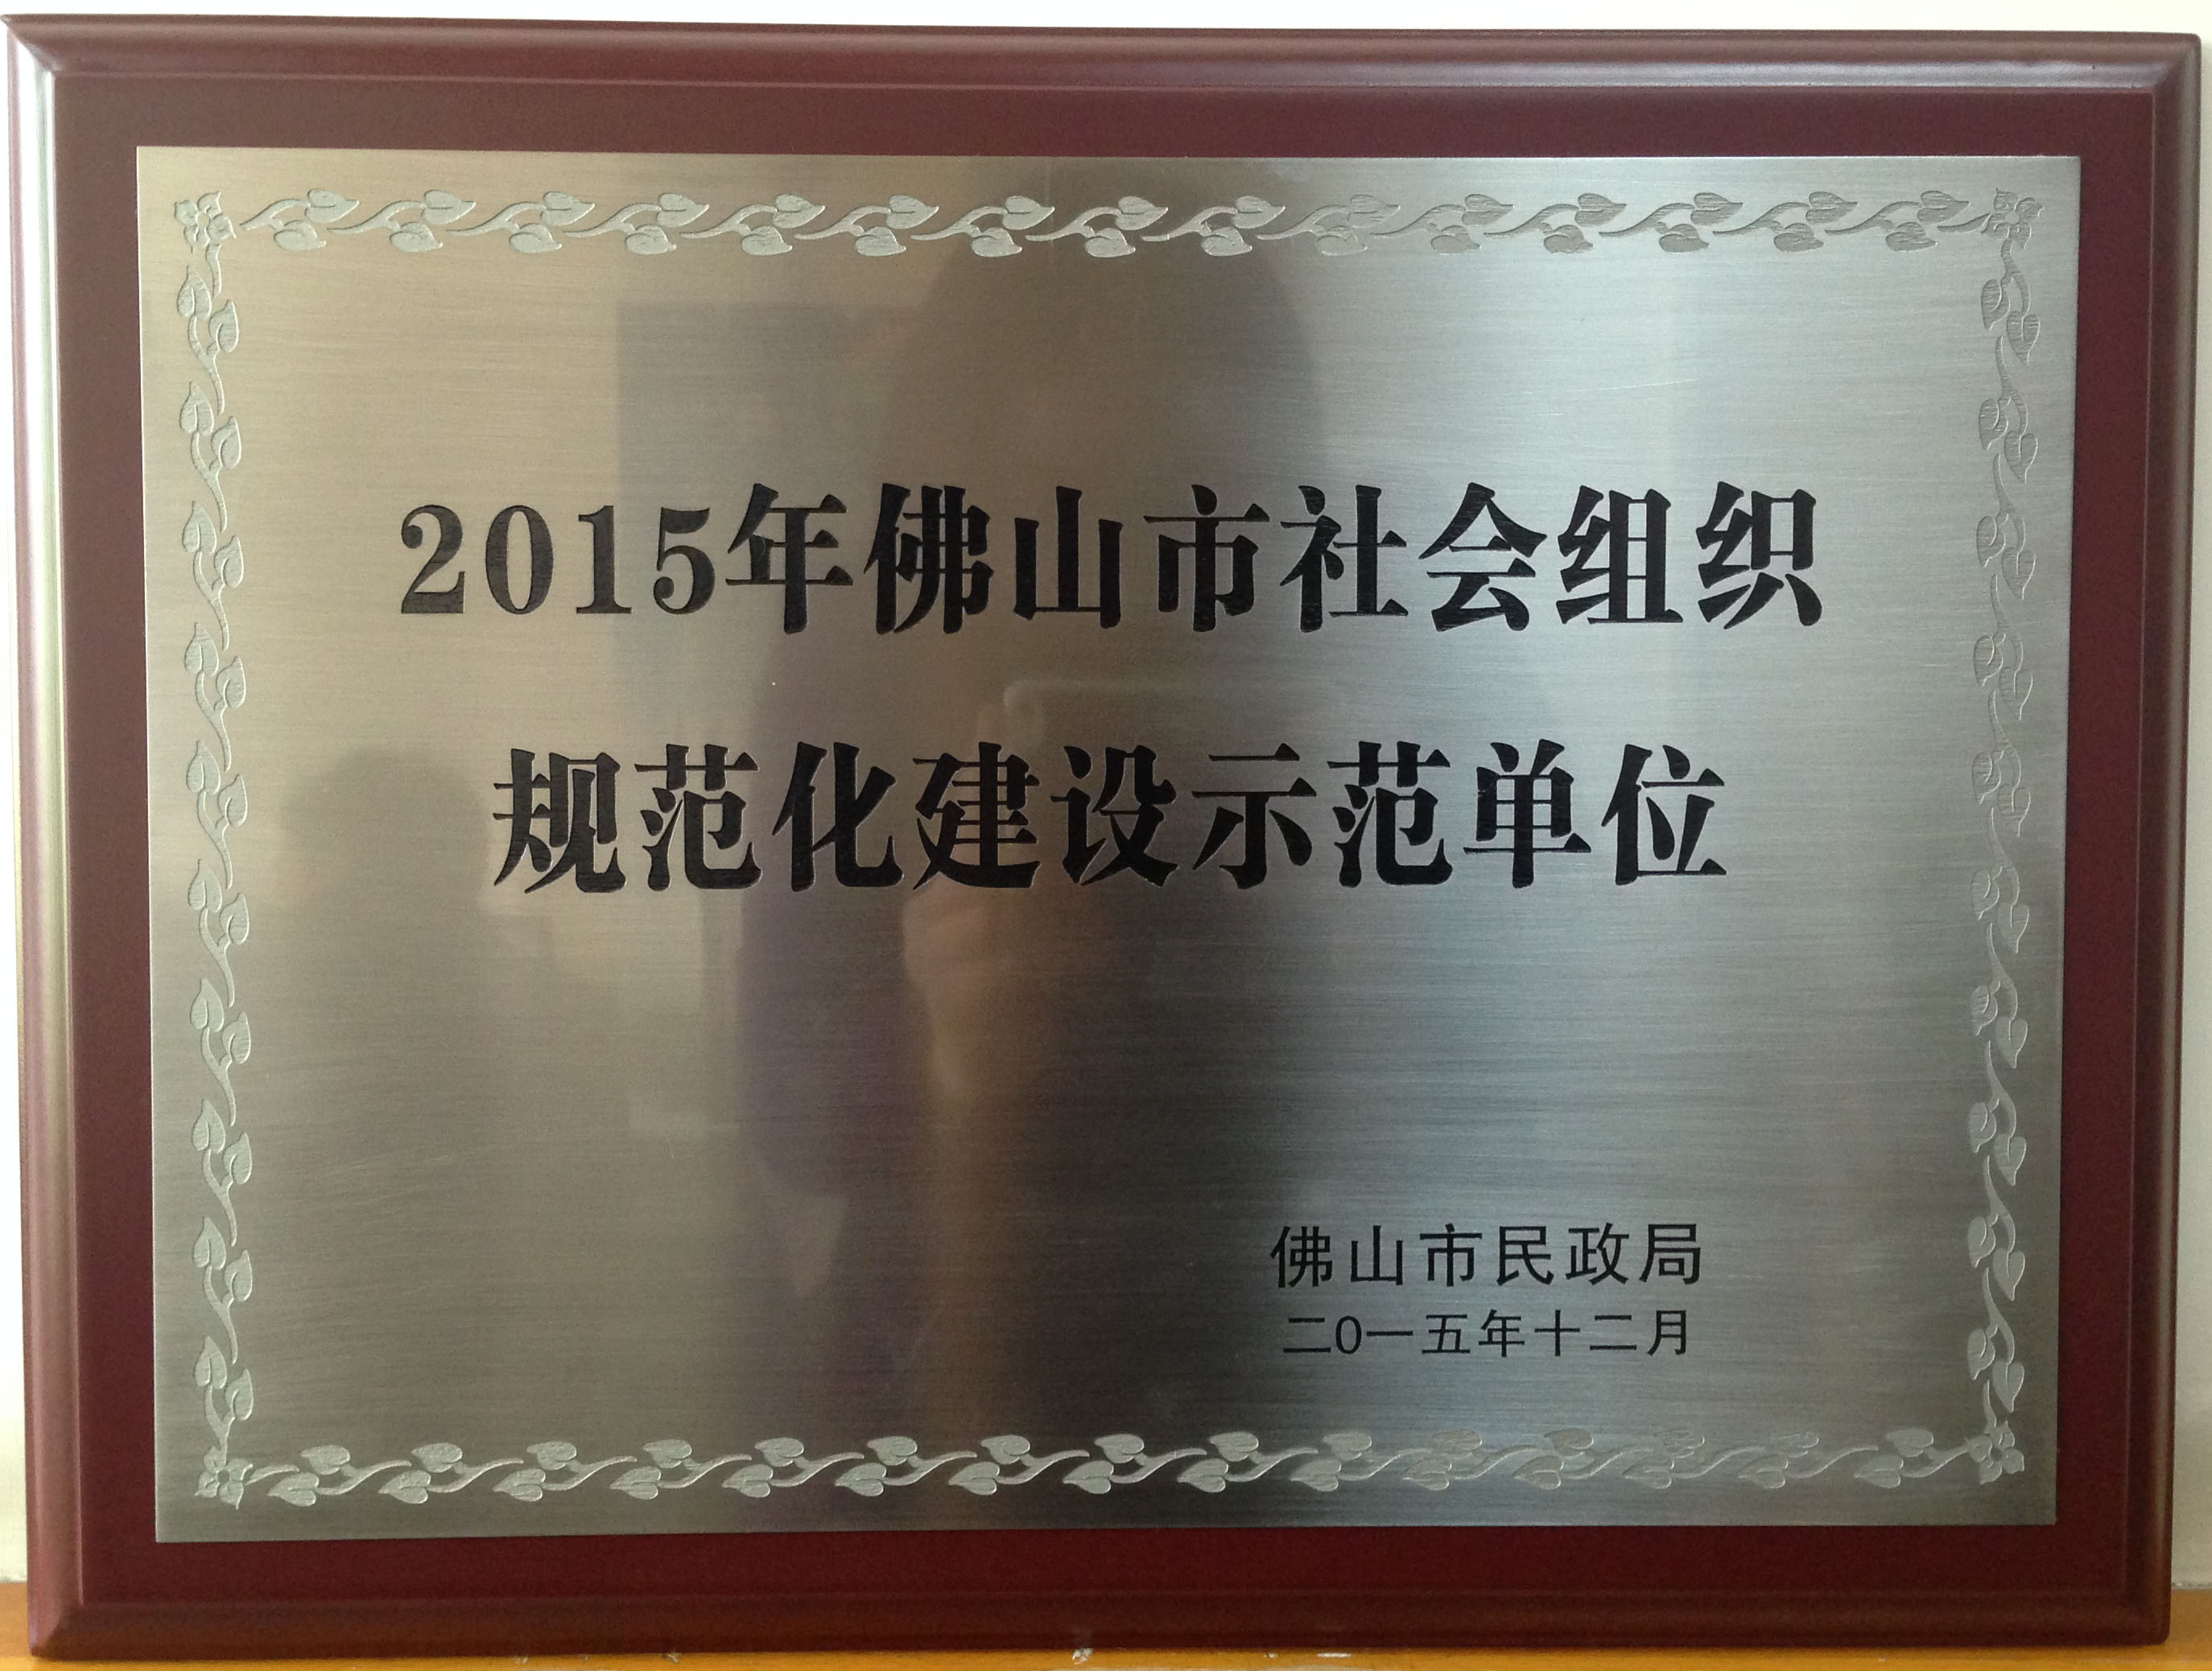 2015年佛山市社会组织
规范化建设示范单位
佛山市民政局
二0一五年十二月